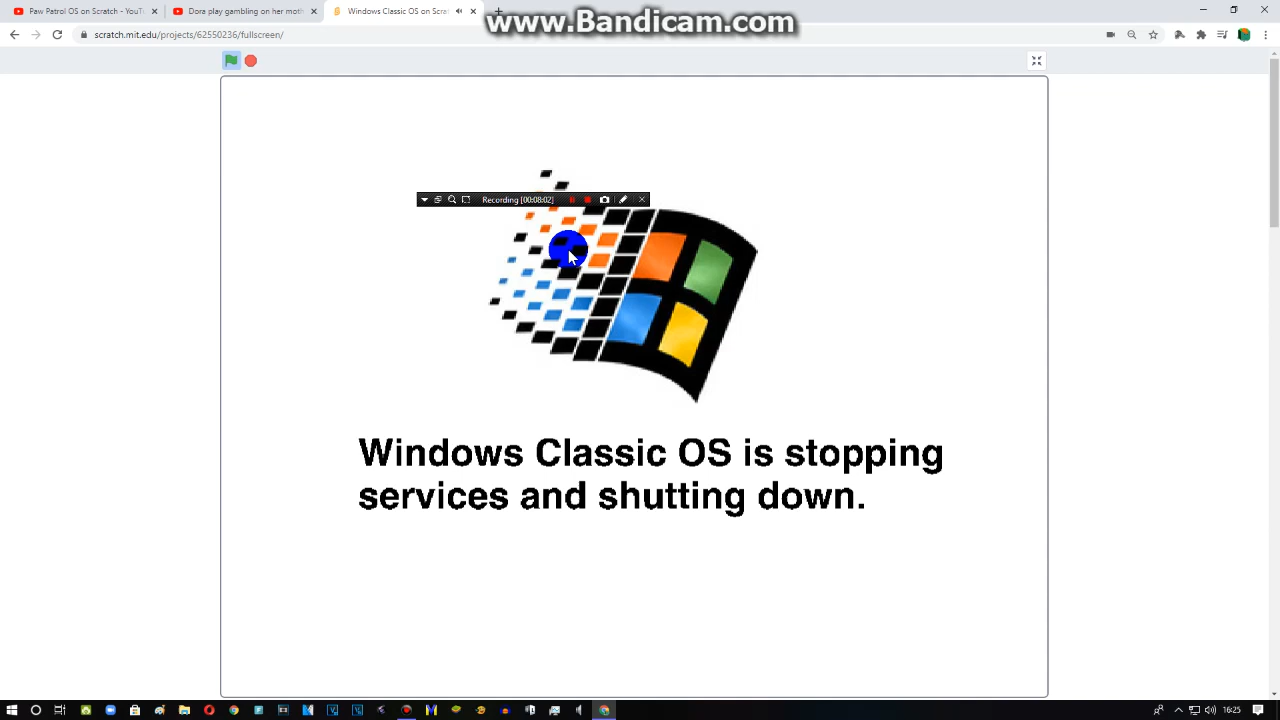 Paw Patrol OS on Scratch - YouT
Dora play gambling on her moth
Windows Classic OS on Scra
www.Bandicam.com
scratch.mit.edu/projects/62550236/fullscreen/
Recording [00:08:02]
Windows Classic OS is stopping
services and shutting down.
16:25